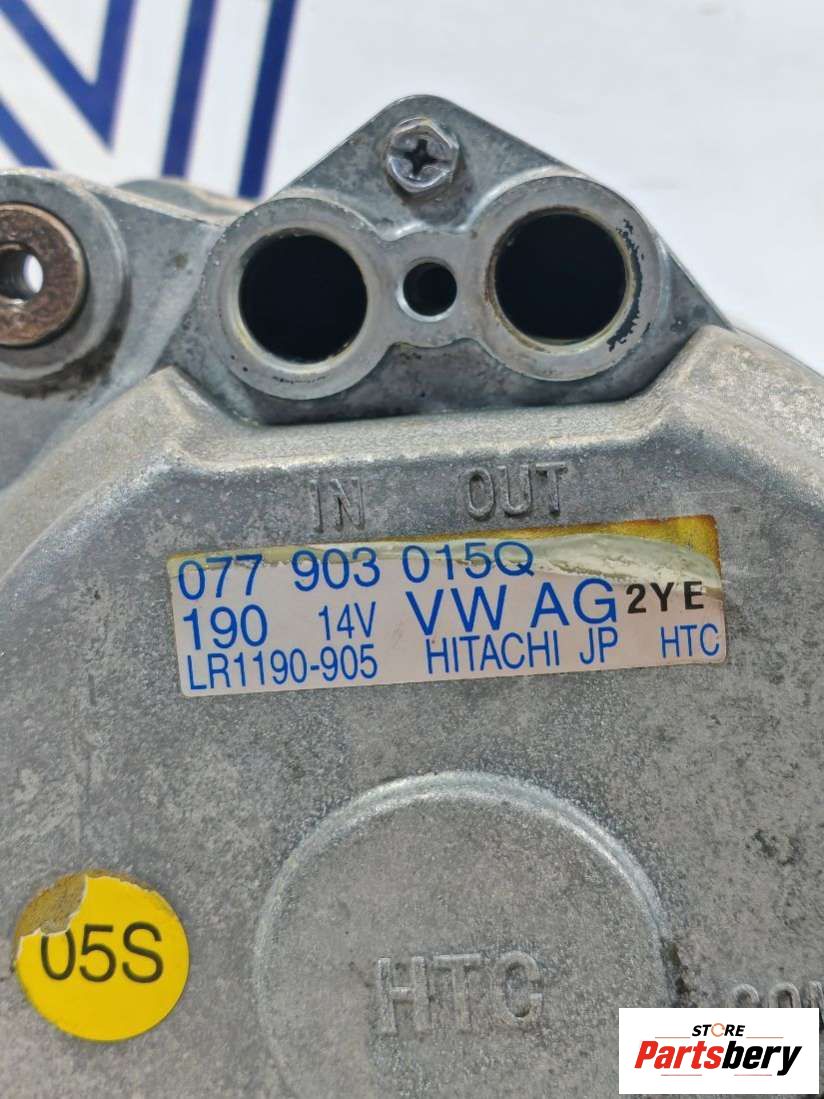 IN OUT
077 903 015Q
190 14V VW AG 2YE
LR1190-905 HITACHI JP HTC
05S
HTC
STORE
Partsbery